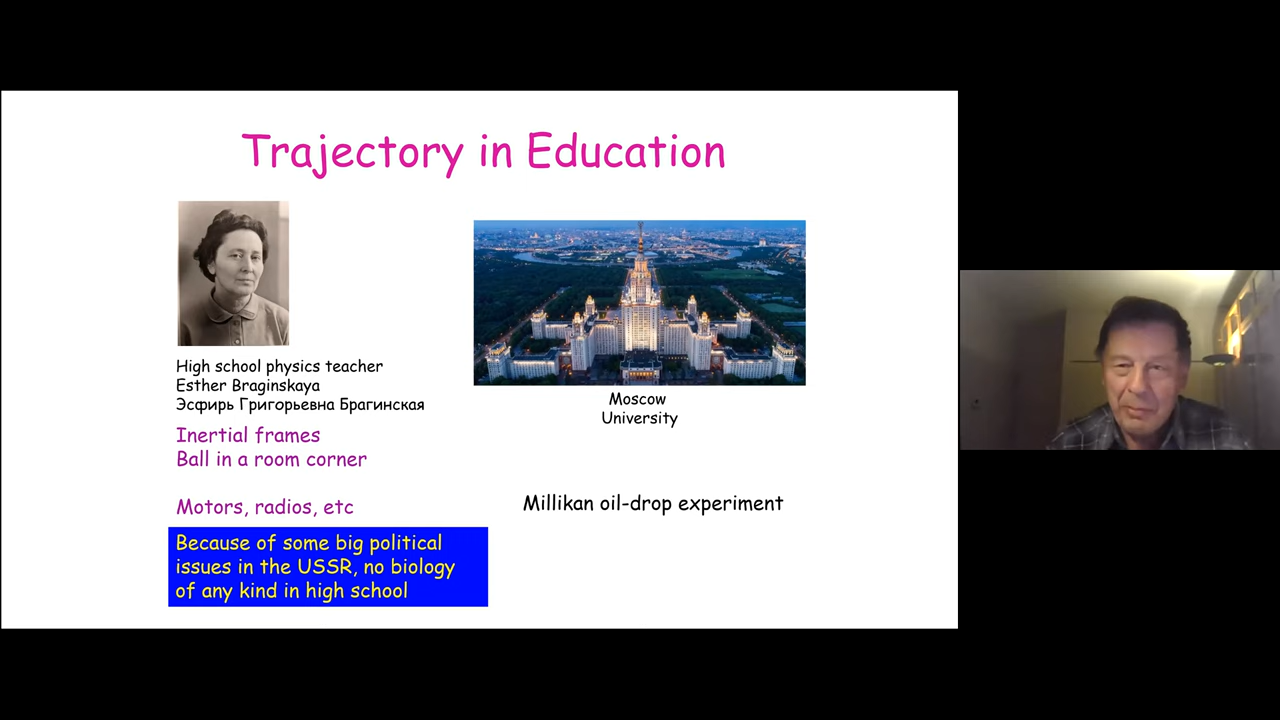 Trajectory in Education
High school physics teacher
Esther Braginskaya
Эсфирь Григорьевна Брагинская
Inertial frames
Ball in a room corner
Motors, radios, etc
Because of some big political
issues in the USSR, no biology
of any kind in high school
Moscow
University
Millikan oil-drop experiment